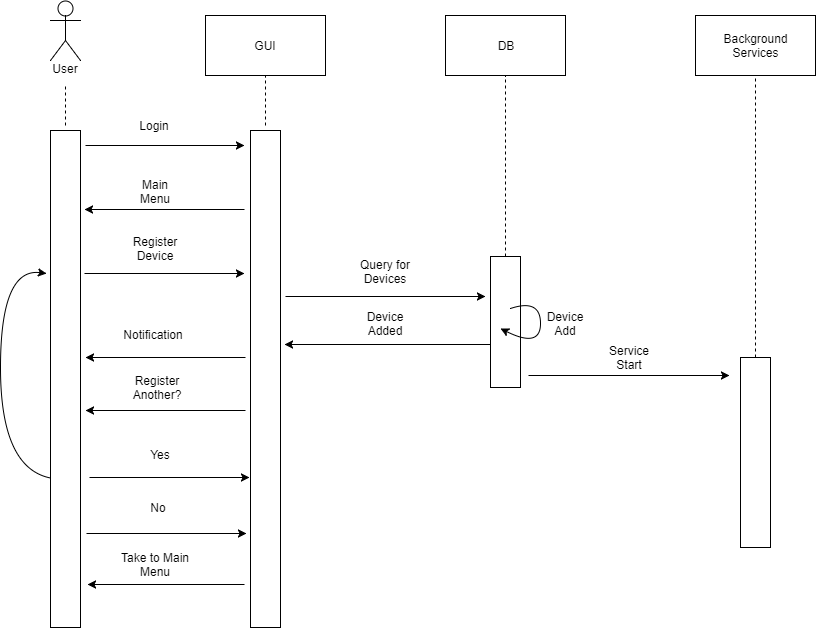 User
GUI
DB
Background
Services
Login
Main
Menu
Register
Device
Query for
Devices
Device
Added
Device
Add
Notification
Service
Start
Register
Another?
Yes
No
Take to Main
Menu